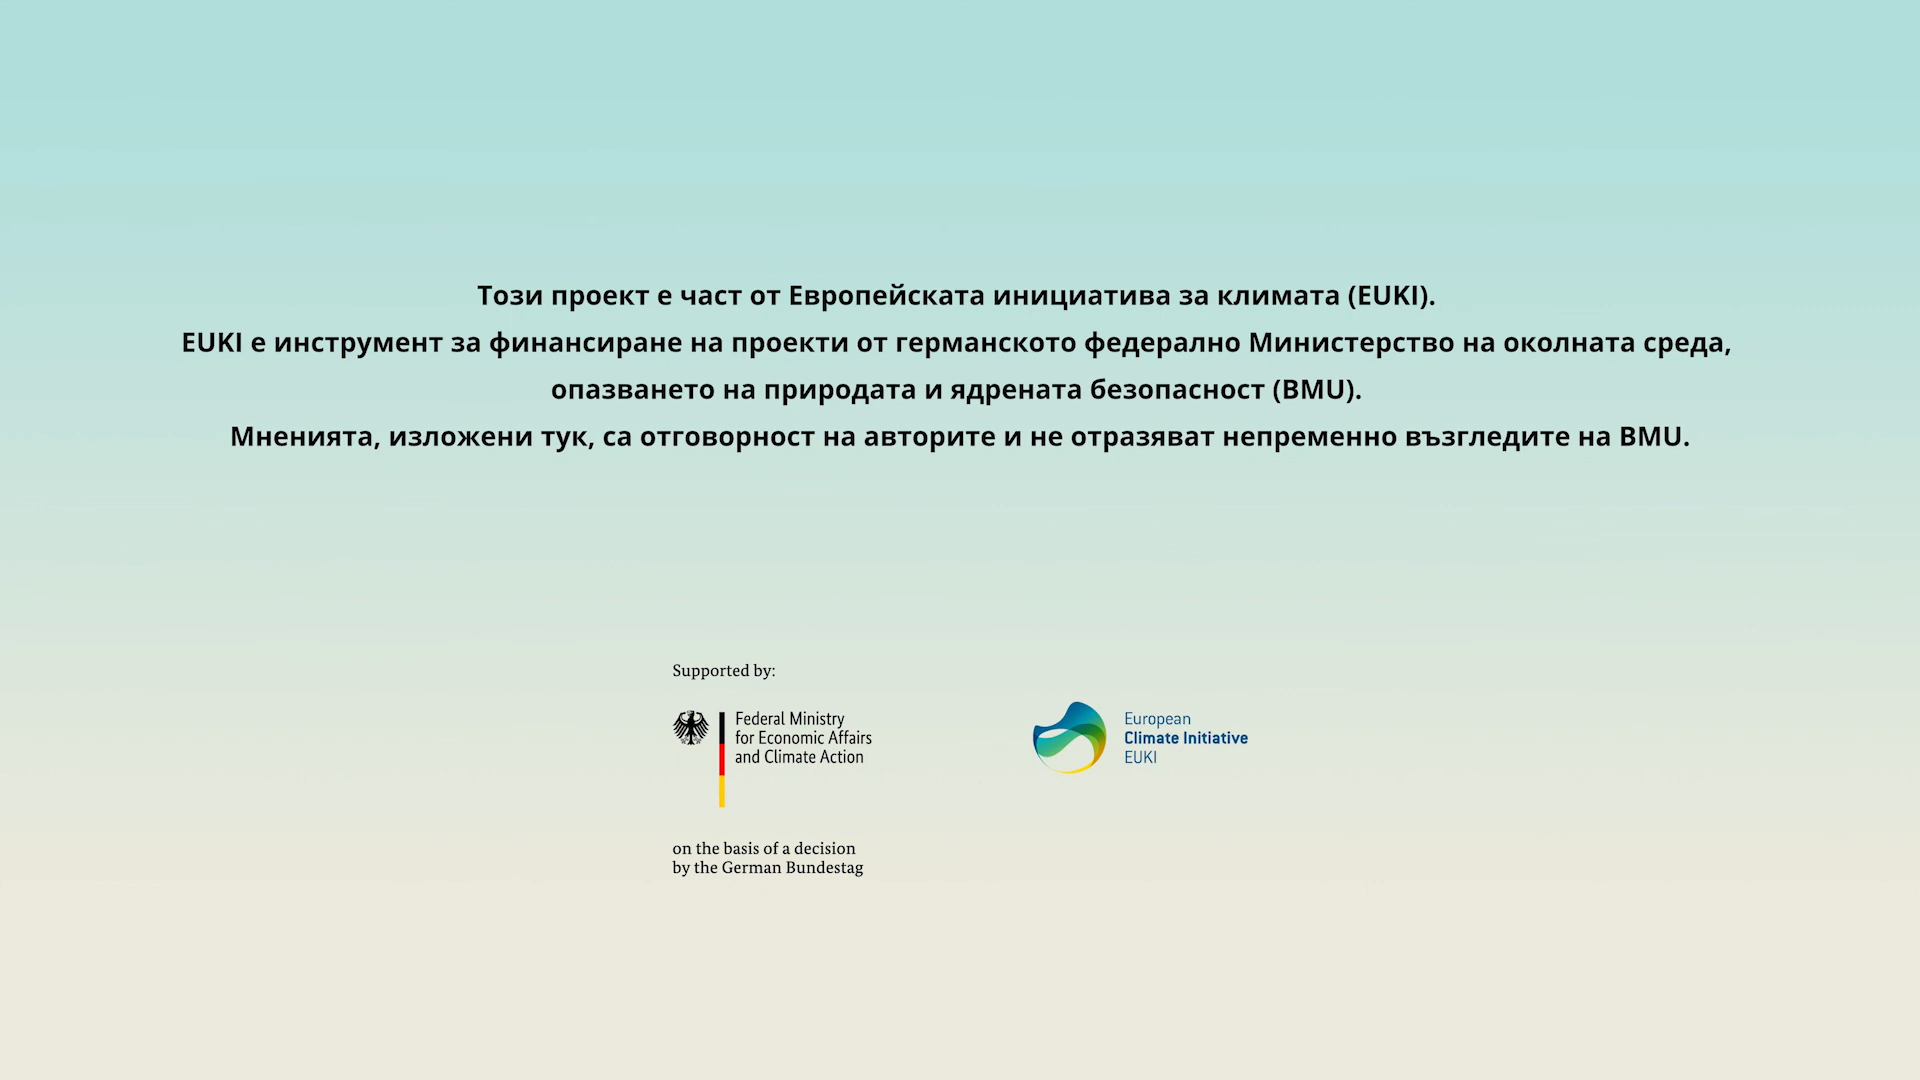 Този проект е част от Европейската инициатива за климата (EUKI).
EUKI е инструмент за финансиране на проекти от германското федерално Министерство на околната среда,
опазването на природата и ядрената безопасност (BMU).
Мненията, изложени тук, са отговорност на авторите и не отразяват непременно възгледите на BMU.
Supported by:
Federal Ministry
for Economic Affairs
and Climate Action
on the basis of a decision
by the German Bundestag
European
Climate Initiative
EUKI